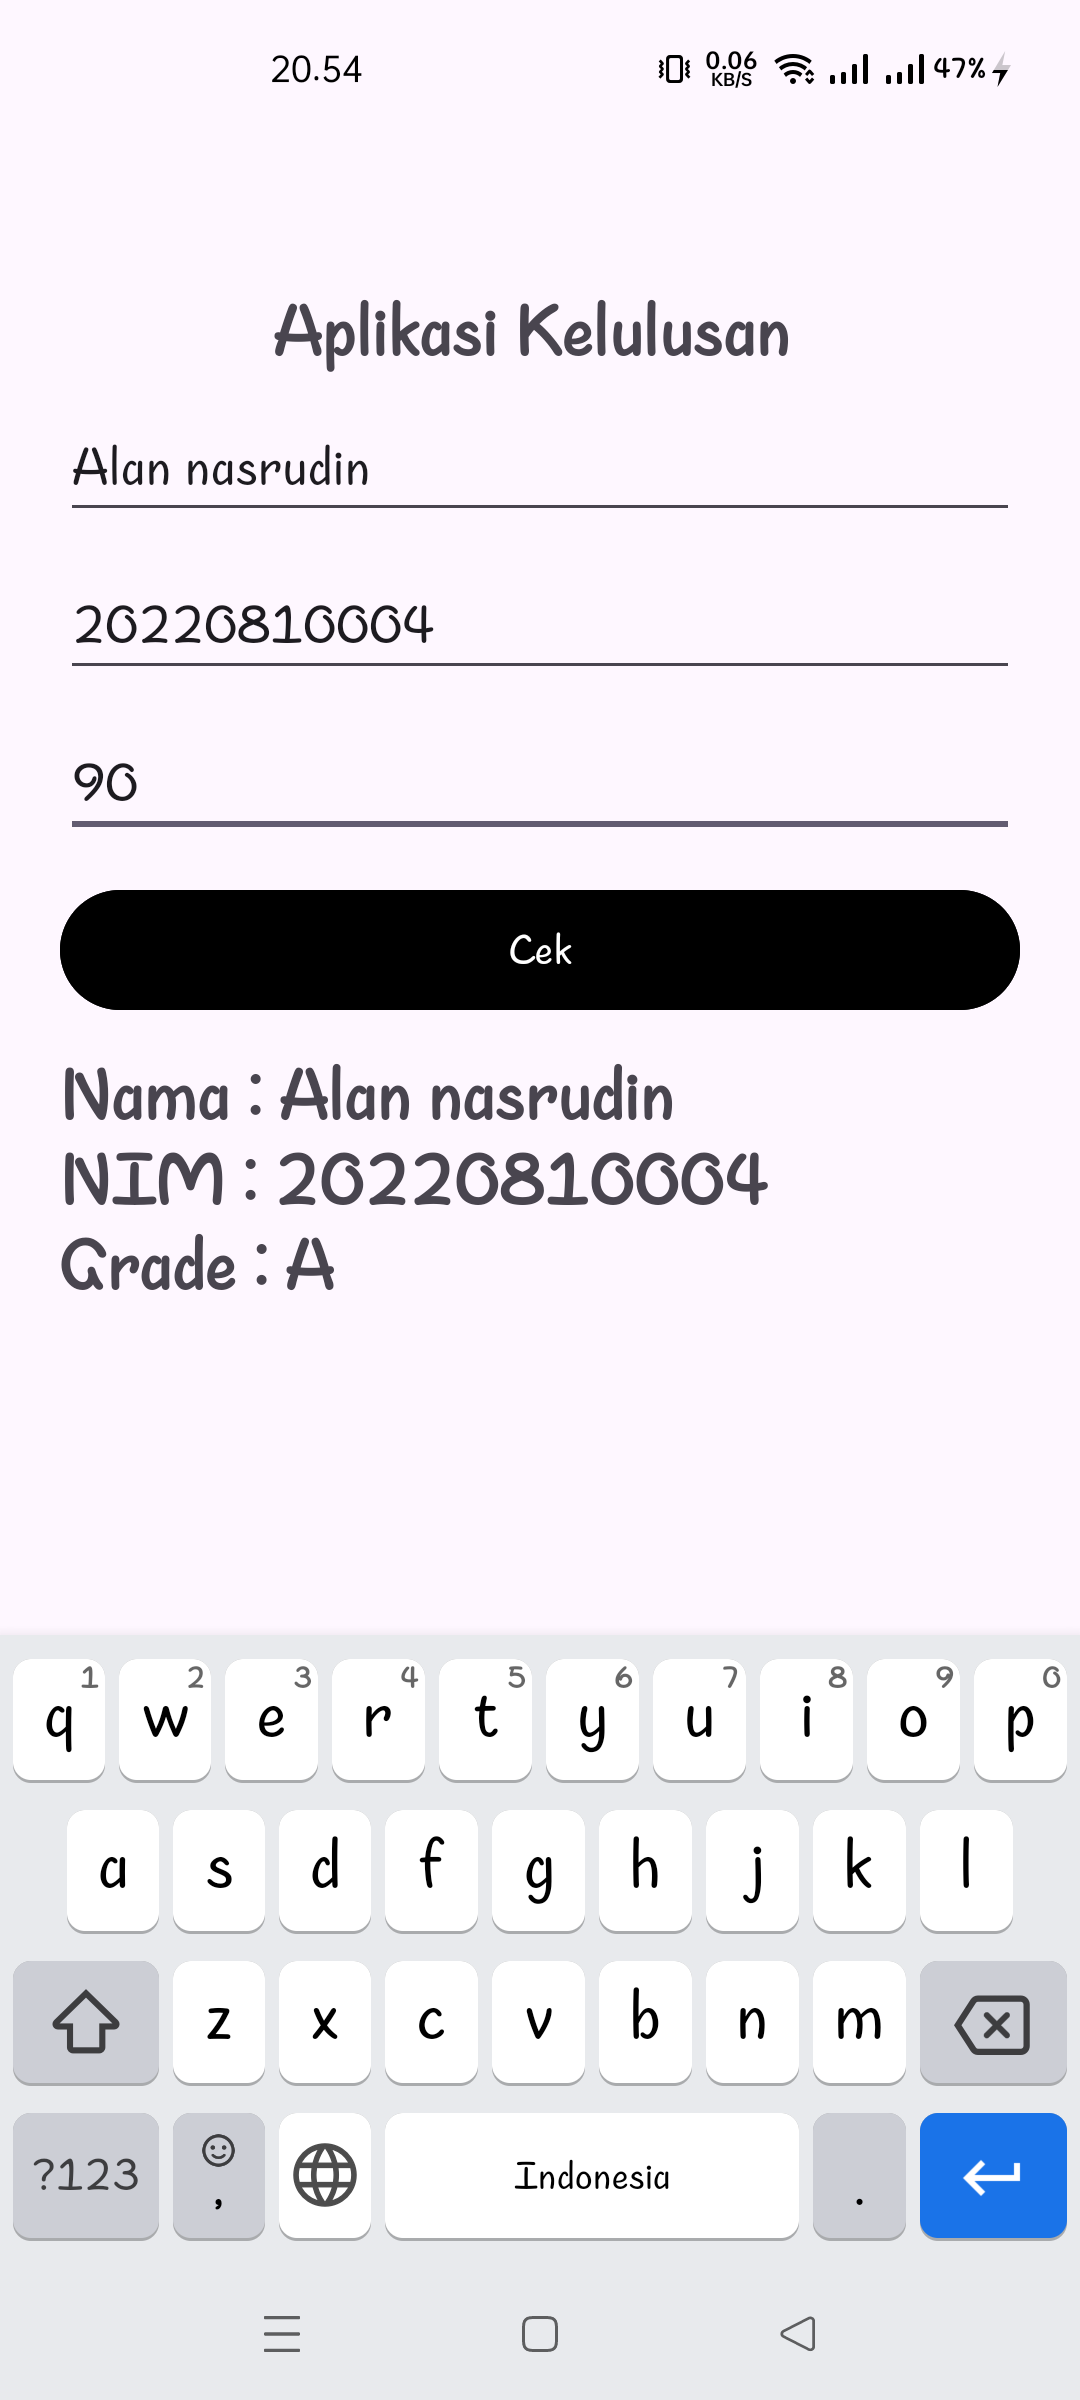 20.54
0.06
KB/S
47%
Aplikasi Kelulusan
Alan nasrudin
20220810004
90
Cek
Nama : Alan nasrudin
NIM : 20220810004
Grade : A
1 2 3 4 5 6 7 8 9 0
q w e r t y u i o p
a s d f g h j k l
z x c v b n m
?123 , Indonesia .